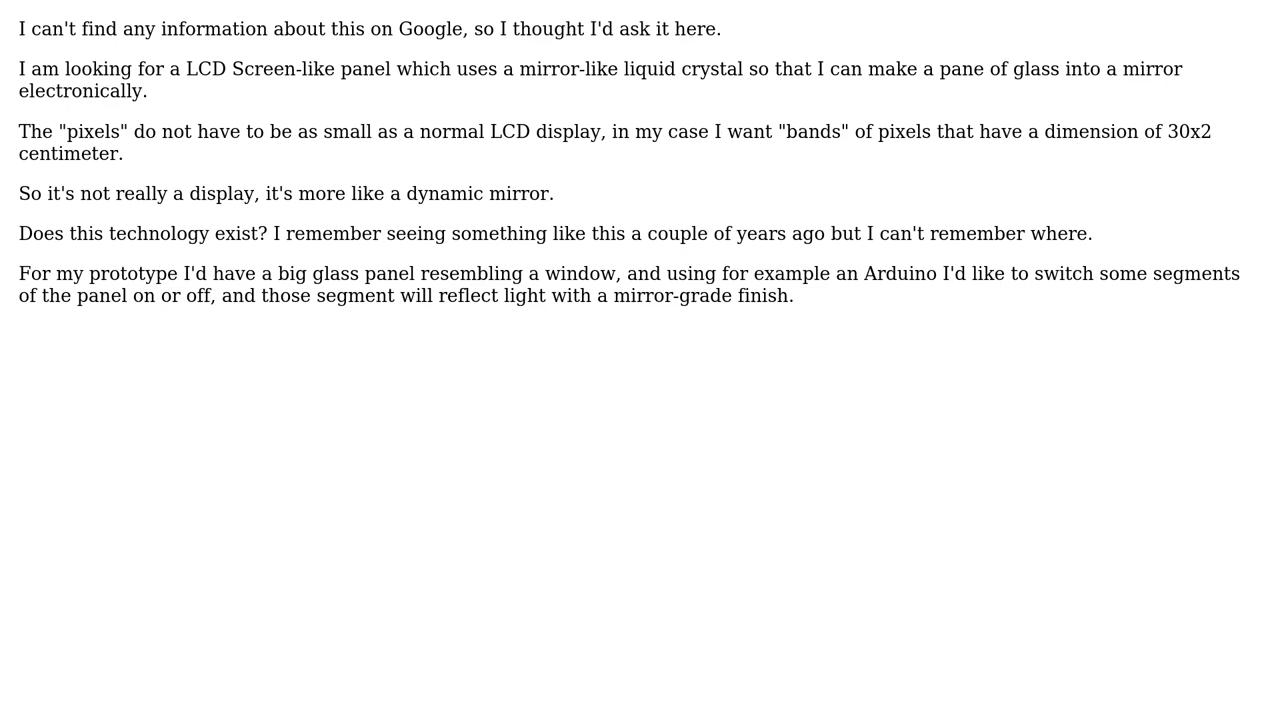 I can't find any information about this on Google, so I thought I'd ask it here.
I am looking for a LCD Screen-like panel which uses a mirror-like liquid crystal so that I can make a pane of glass into a mirror
electronically.
The "pixels" do not have to be as small as a normal LCD display, in my case I want "bands" of pixels that have a dimension of 30x2
centimeter.
So it's not really a display, it's more like a dynamic mirror.
Does this technology exist? I remember seeing something like this a couple of years ago but I can't remember where.
For my prototype I'd have a big glass panel resembling a window, and using for example an Arduino I'd like to switch some segments
of the panel on or off, and those segment will reflect light with a mirror-grade finish.